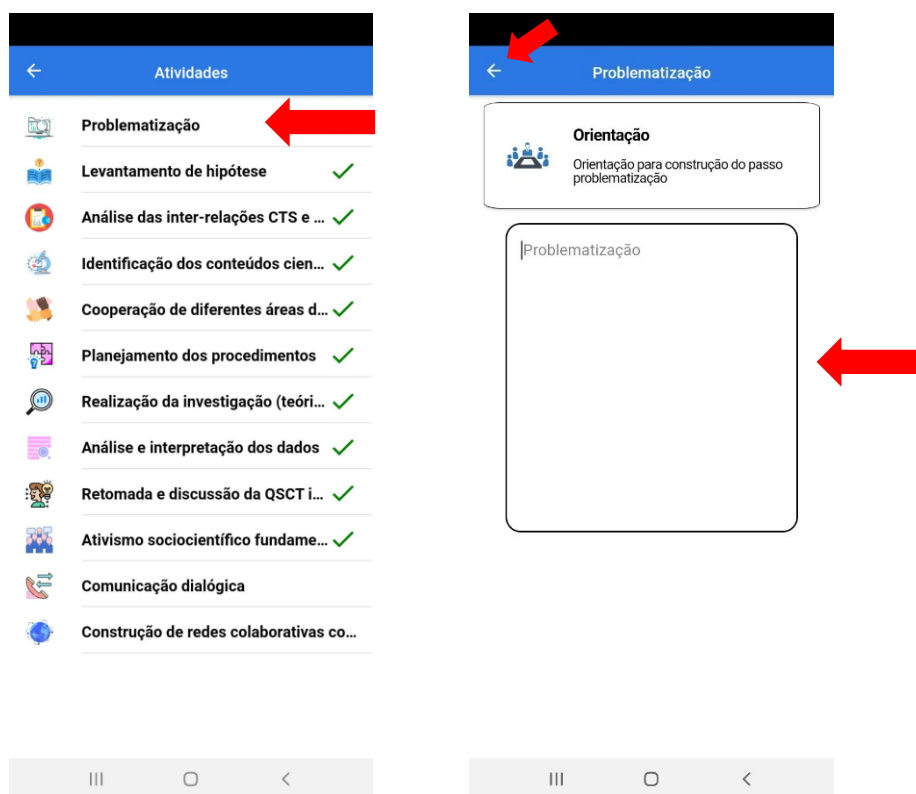 Atividades
Problematização
Levantamento de hipótese
Análise das inter-relações CTS e ...
Identificação dos conteúdos cien...
Cooperação de diferentes áreas d...
Planejamento dos procedimentos
Realização da investigação (teóri...
Análise e interpretação dos dados
Retomada e discussão da QSCT i...
Ativismo sociocientífico fundame...
Comunicação dialógica
Construção de redes colaborativas co...
Problematização
Orientação
Orientação para construção do passo
problematização
Problematização